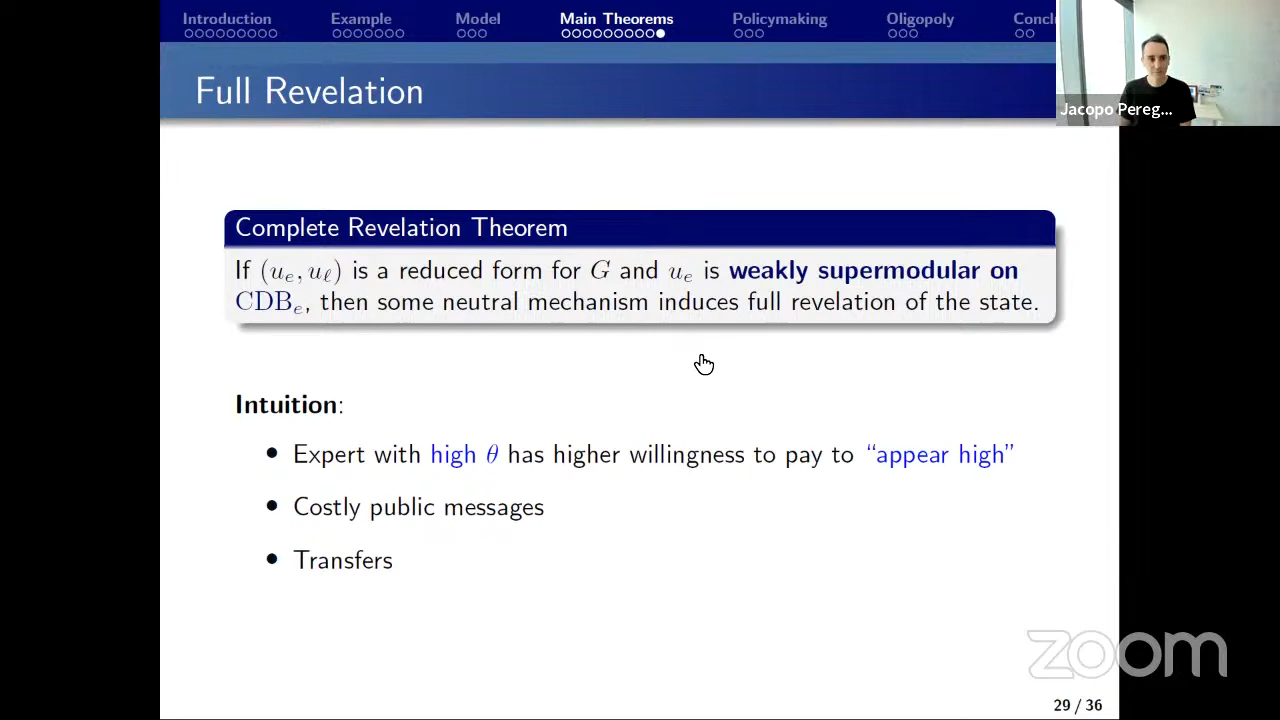 Introduction Example Model Main Theorems Policymaking Oligopoly Concl
Full Revelation
Jacopo Pereg...
Complete Revelation Theorem
If (uₑ, uℓ) is a reduced form for G and uₑ is weakly supermodular on
CDBₑ, then some neutral mechanism induces full revelation of the state.
Intuition:
• Expert with high θ has higher willingness to pay to “appear high”
• Costly public messages
• Transfers
zoom
29 / 36